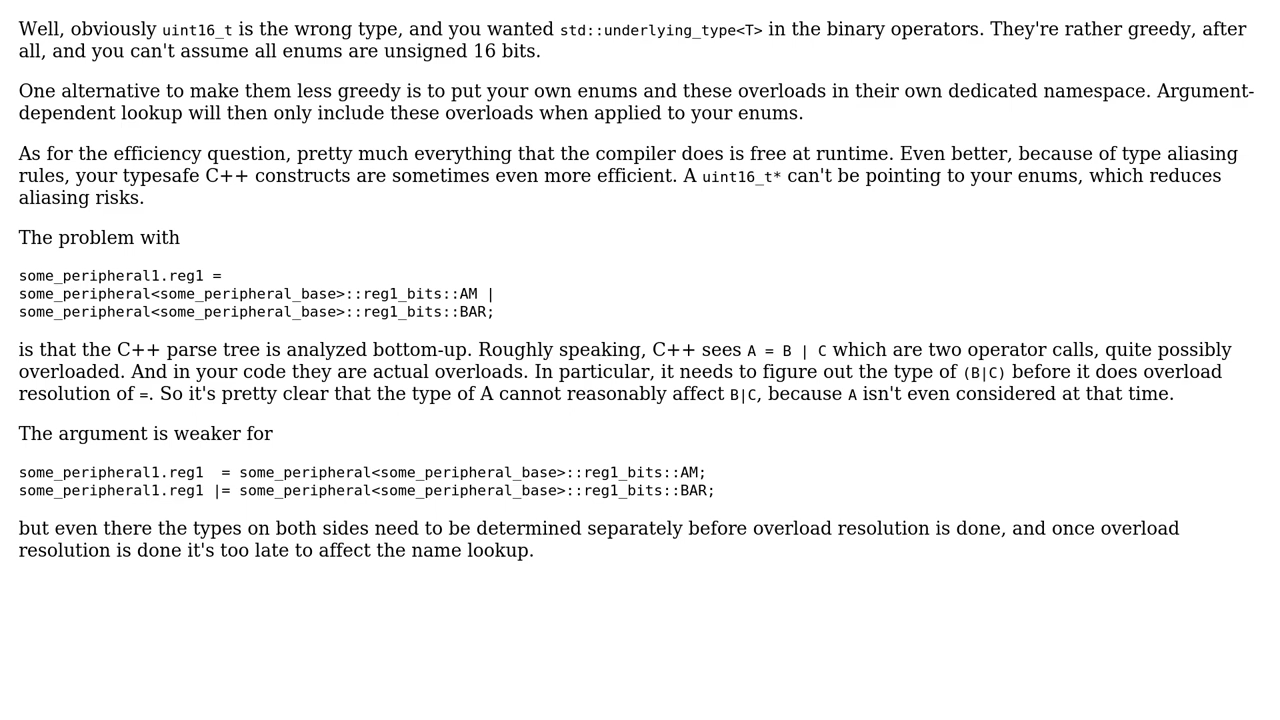 Well, obviously uint16_t is the wrong type, and you wanted std::underlying_type<T> in the binary operators. They're rather greedy, after
all, and you can't assume all enums are unsigned 16 bits.
One alternative to make them less greedy is to put your own enums and these overloads in their own dedicated namespace. Argument-
dependent lookup will then only include these overloads when applied to your enums.
As for the efficiency question, pretty much everything that the compiler does is free at runtime. Even better, because of type aliasing
rules, your typesafe C++ constructs are sometimes even more efficient. A uint16_t* can't be pointing to your enums, which reduces
aliasing risks.
The problem with
some_peripheral1.reg1 =
some_peripheral<some_peripheral_base>::reg1_bits::AM |
some_peripheral<some_peripheral_base>::reg1_bits::BAR;
is that the C++ parse tree is analyzed bottom-up. Roughly speaking, C++ sees A = B | C which are two operator calls, quite possibly
overloaded. And in your code they are actual overloads. In particular, it needs to figure out the type of (B|C) before it does overload
resolution of =. So it's pretty clear that the type of A cannot reasonably affect B|C, because A isn't even considered at that time.
The argument is weaker for
some_peripheral1.reg1  = some_peripheral<some_peripheral_base>::reg1_bits::AM;
some_peripheral1.reg1 |= some_peripheral<some_peripheral_base>::reg1_bits::BAR;
but even there the types on both sides need to be determined separately before overload resolution is done, and once overload
resolution is done it's too late to affect the name lookup.